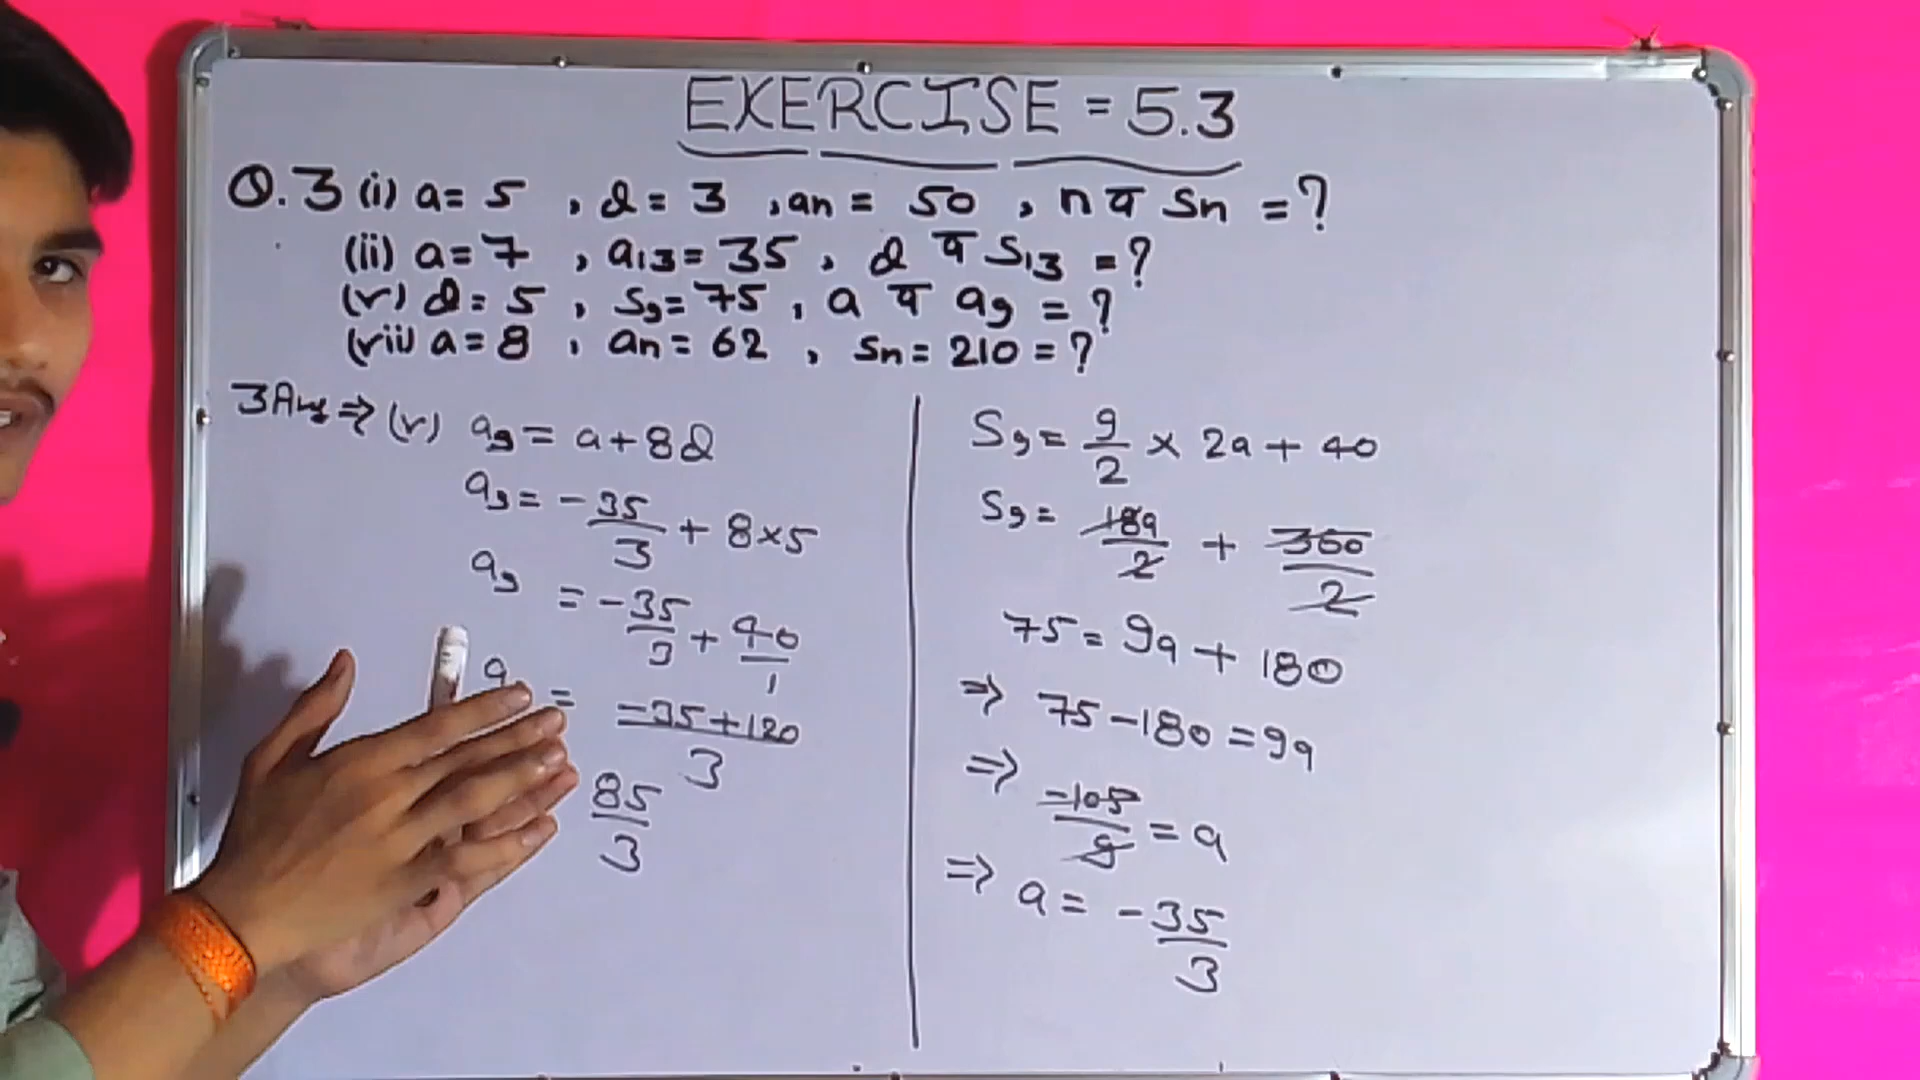 EXERCISE = 5.3
Q.3 (i) a= 5 , d= 3 , an = 50 , n व Sn =?
(ii) a=7 , a13= 35 , d व S13 =?
(v) d= 5 , S9=75 , a व a9 = ?
(vii) a=8 , an = 62 , Sn= 210 = ?
3Ans⇒ (v) a9 = a+8d
a9 = -35/3 + 8×5
a9 = -35/3 + 40/1
a = -35+120/3
85/3
S9= 9/2 × 2a + 40
S9= 18a/2 + 360/2
75= 9a + 180
⇒ 75-180=9a
⇒ -105/9 = a
⇒ a= -35/3